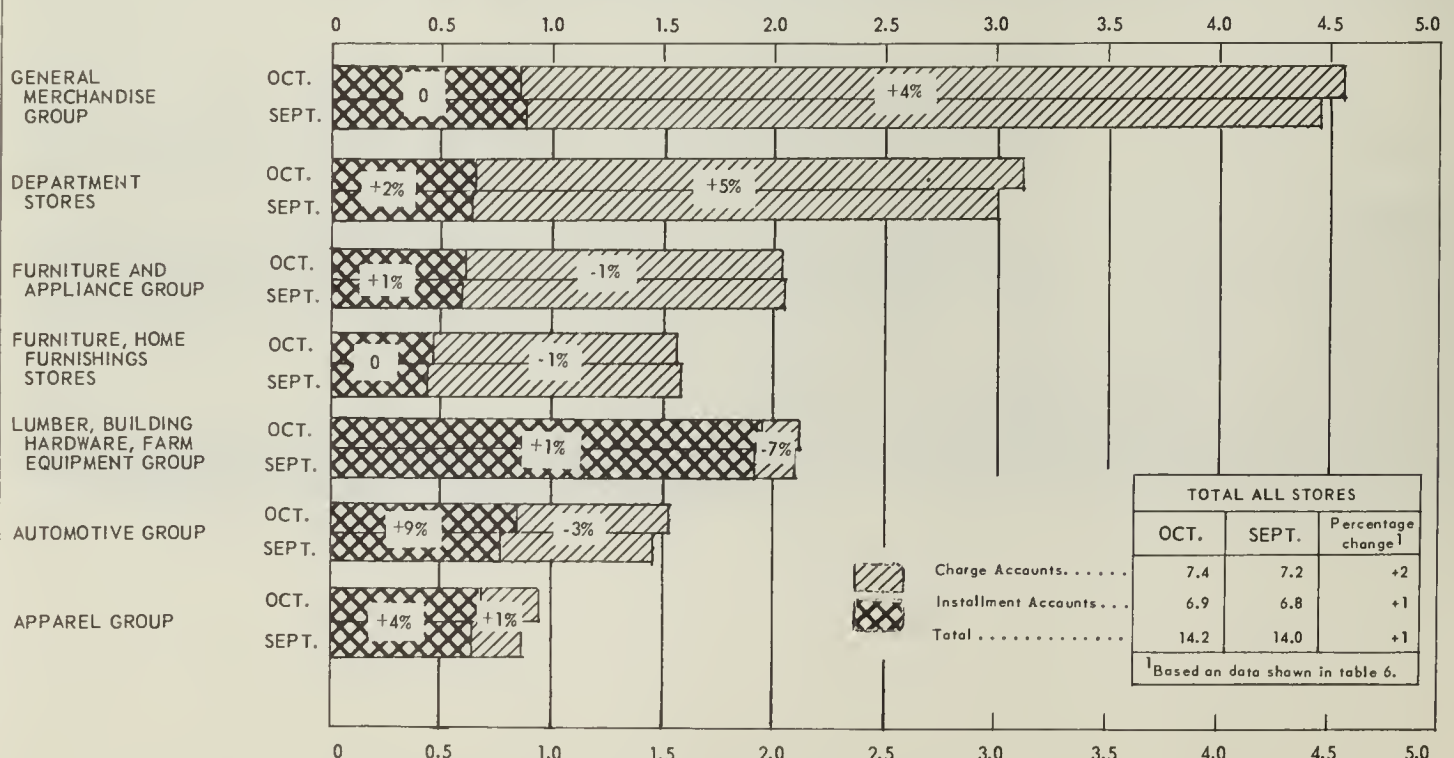 0 0.5 1.0 1.5 2.0 2.5 3.0 3.5 4.0 4.5 5.0
GENERAL
MERCHANDISE
GROUP
OCT.
SEPT.
0
+4%
DEPARTMENT
STORES
OCT.
SEPT.
+2%
+5%
FURNITURE AND
APPLIANCE GROUP
OCT.
SEPT.
+1%
-1%
FURNITURE, HOME
FURNISHINGS
STORES
OCT.
SEPT.
0
-1%
LUMBER, BUILDING
HARDWARE, FARM
EQUIPMENT GROUP
OCT.
SEPT.
+1%
-7%
AUTOMOTIVE GROUP
OCT.
SEPT.
+9%
-3%
APPAREL GROUP
OCT.
SEPT.
+4%
+1%
TOTAL ALL STORES
OCT. SEPT. Percentage
change1
Charge Accounts...... 7.4 7.2 +2
Installment Accounts... 6.9 6.8 +1
Total ............. 14.2 14.0 +1
1Based on data shown in table 6.
0 0.5 1.0 1.5 2.0 2.5 3.0 3.5 4.0 4.5 5.0